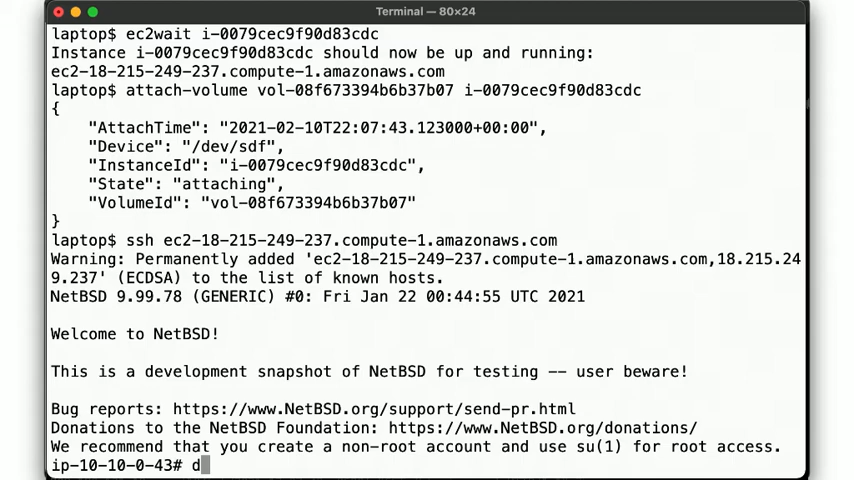 Terminal — 80×24
laptop$ ec2wait i-0079cec9f90d83cdc
Instance i-0079cec9f90d83cdc should now be up and running:
ec2-18-215-249-237.compute-1.amazonaws.com
laptop$ attach-volume vol-08f673394b6b37b07 i-0079cec9f90d83cdc
{
    "AttachTime": "2021-02-10T22:07:43.123000+00:00",
    "Device": "/dev/sdf",
    "InstanceId": "i-0079cec9f90d83cdc",
    "State": "attaching",
    "VolumeId": "vol-08f673394b6b37b07"
}
laptop$ ssh ec2-18-215-249-237.compute-1.amazonaws.com
Warning: Permanently added 'ec2-18-215-249-237.compute-1.amazonaws.com,18.215.24
9.237' (ECDSA) to the list of known hosts.
NetBSD 9.99.78 (GENERIC) #0: Fri Jan 22 00:44:55 UTC 2021
Welcome to NetBSD!
This is a development snapshot of NetBSD for testing -- user beware!
Bug reports: https://www.NetBSD.org/support/send-pr.html
Donations to the NetBSD Foundation: https://www.NetBSD.org/donations/
We recommend that you create a non-root account and use su(1) for root access.
ip-10-10-0-43# d